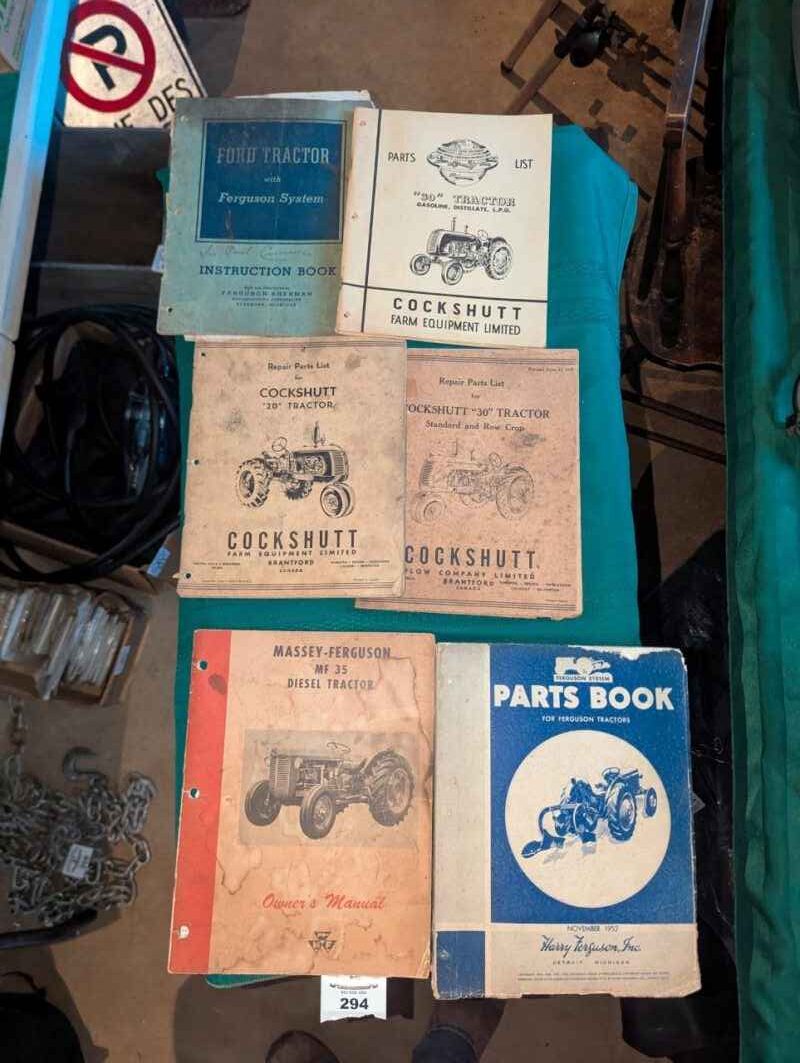 P
DES
FORD TRACTOR
with
Ferguson System
INSTRUCTION BOOK
FERGUSON-SHERMAN
PARTS LIST
"30" TRACTOR
GASOLINE, DISTILLATE, L.P.G.
COCKSHUTT
FARM EQUIPMENT LIMITED
Repair Parts List
for
COCKSHUTT
"20" TRACTOR
COCKSHUTT
FARM EQUIPMENT LIMITED
BRANTFORD
CANADA
Repair Parts List
for
COCKSHUTT "30" TRACTOR
Standard and Row Crop
COCKSHUTT
PLOW COMPANY LIMITED
BRANTFORD
CANADA
MASSEY-FERGUSON
MF 35
DIESEL TRACTOR
Owner's Manual
FERGUSON SYSTEM
PARTS BOOK
FOR FERGUSON TRACTORS
NOVEMBER 1952
Harry Ferguson, Inc.
DETROIT MICHIGAN
294